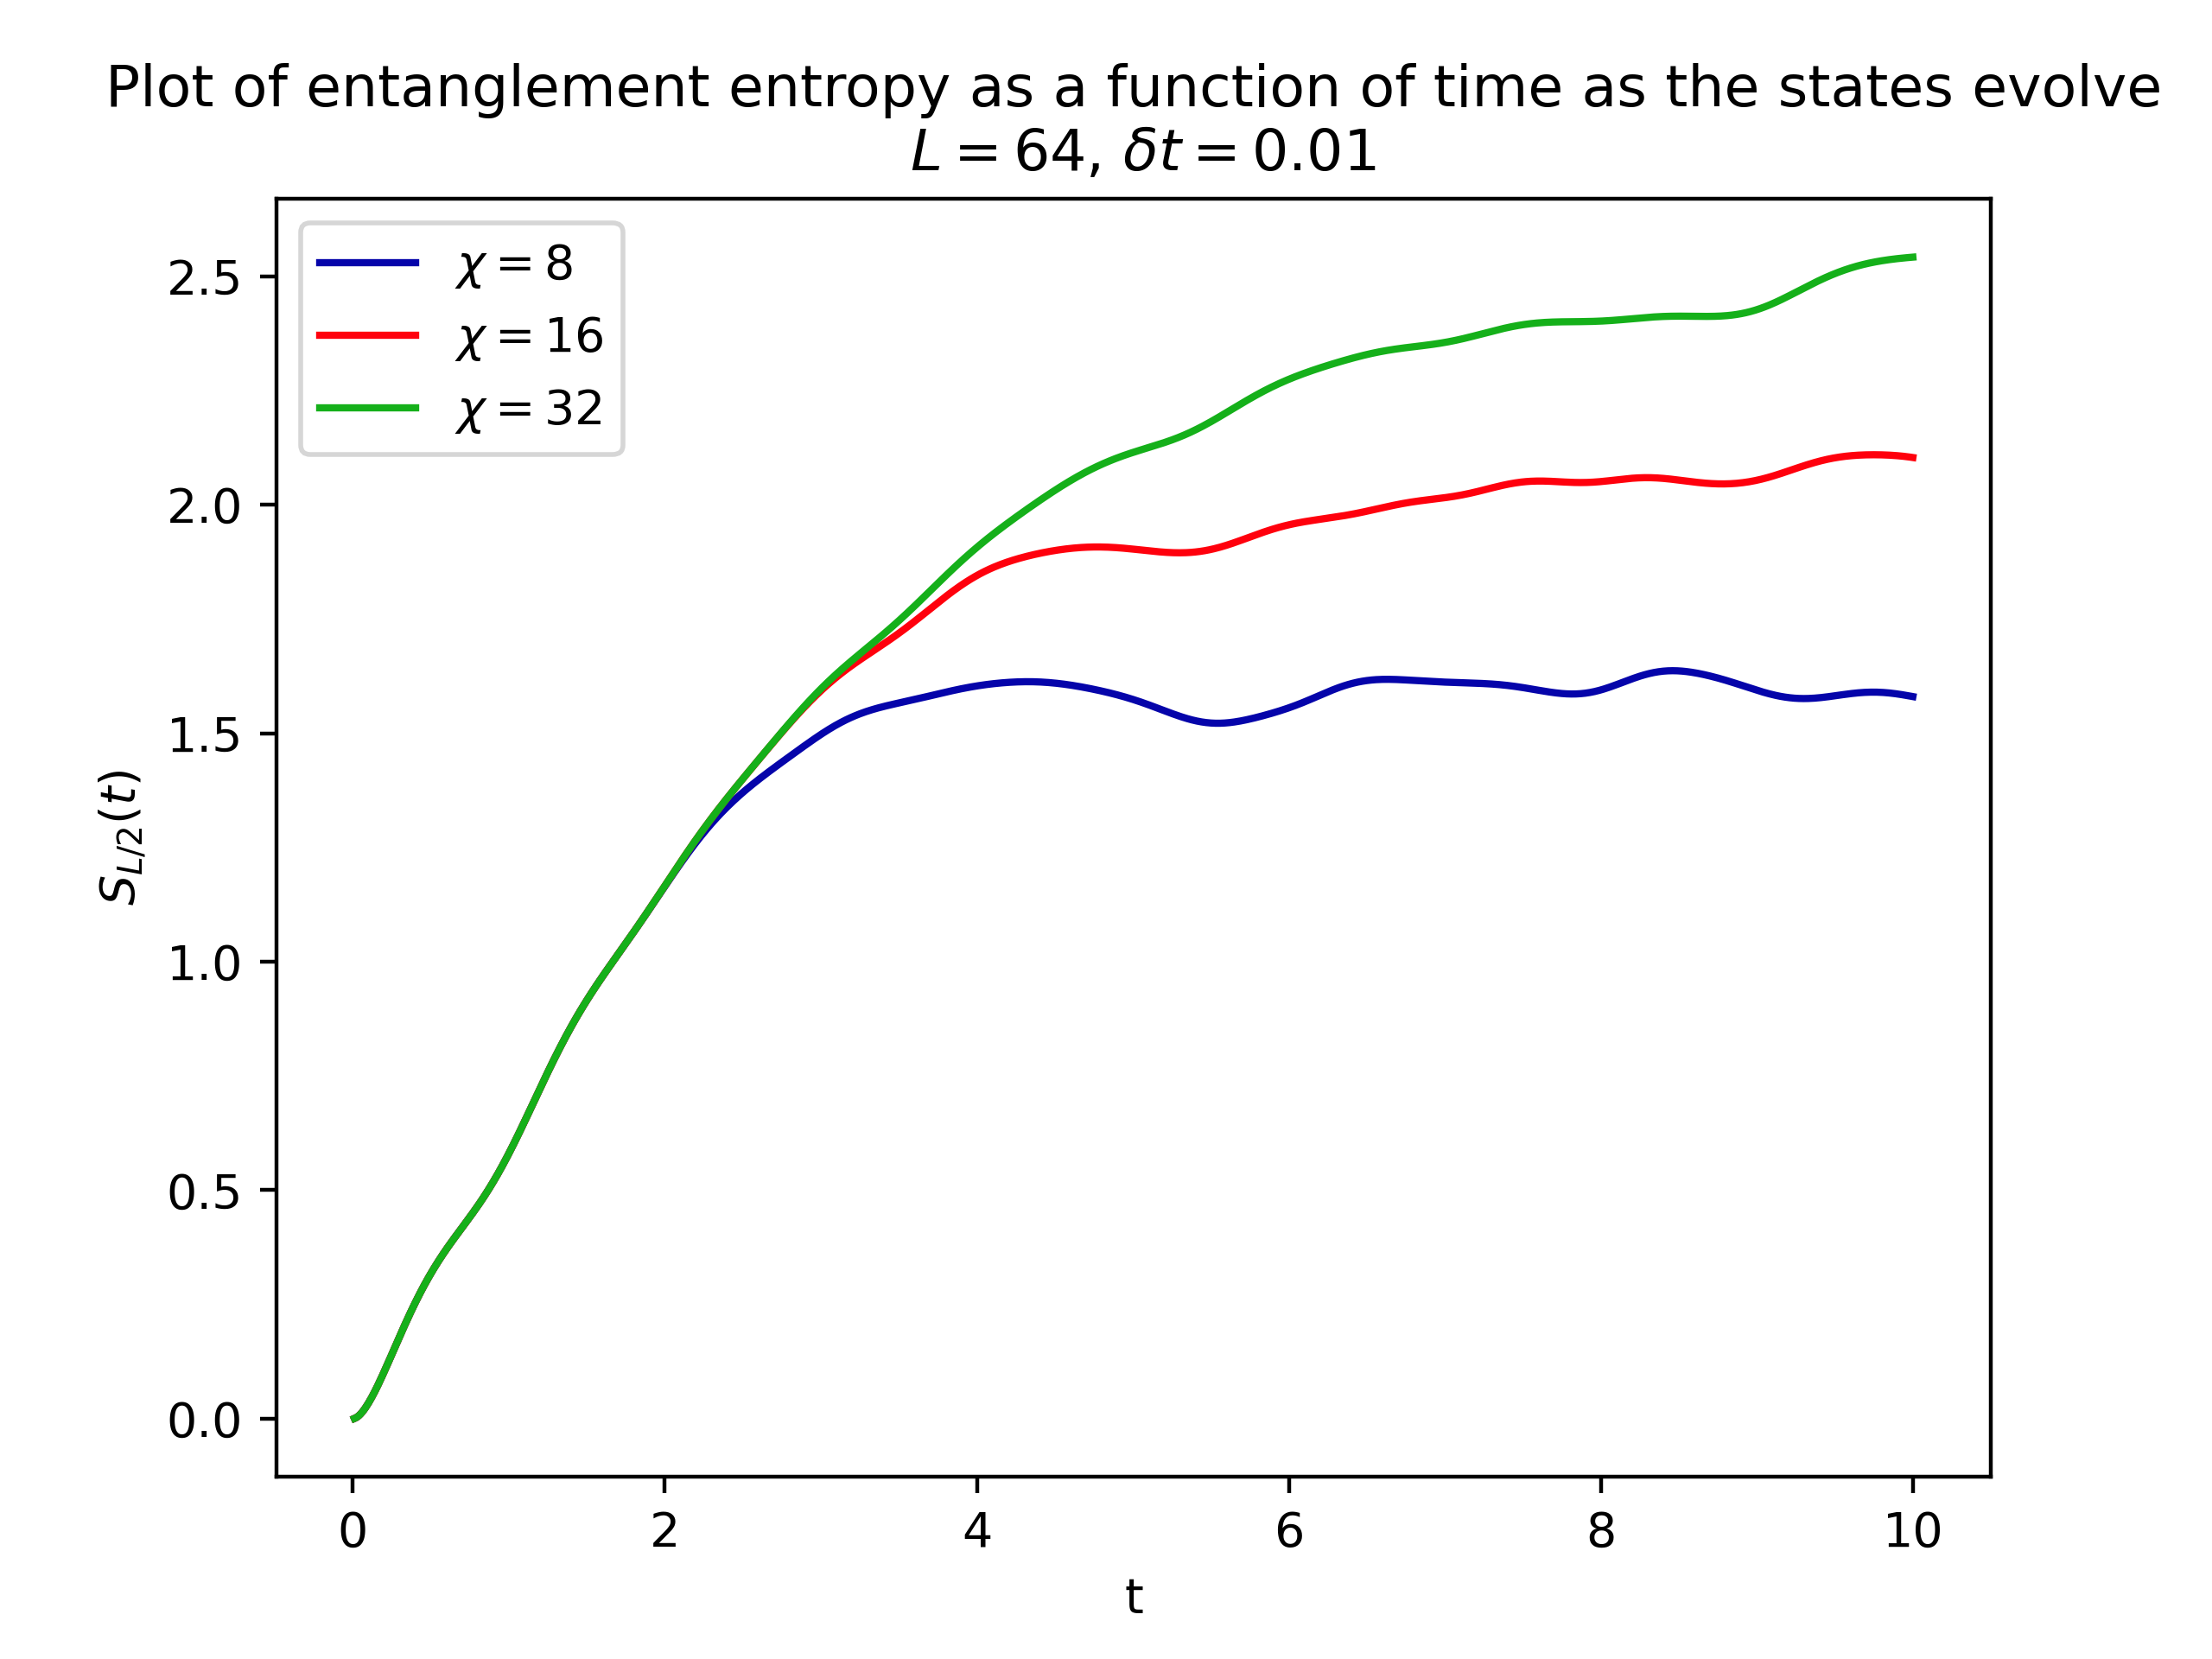 Plot of entanglement entropy as a function of time as the states evolve
L = 64, δt = 0.01
χ = 8
χ = 16
χ = 32
2.5
2.0
1.5
1.0
0.5
0.0
S_{L/2}(t)
0 2 4 6 8 10
t